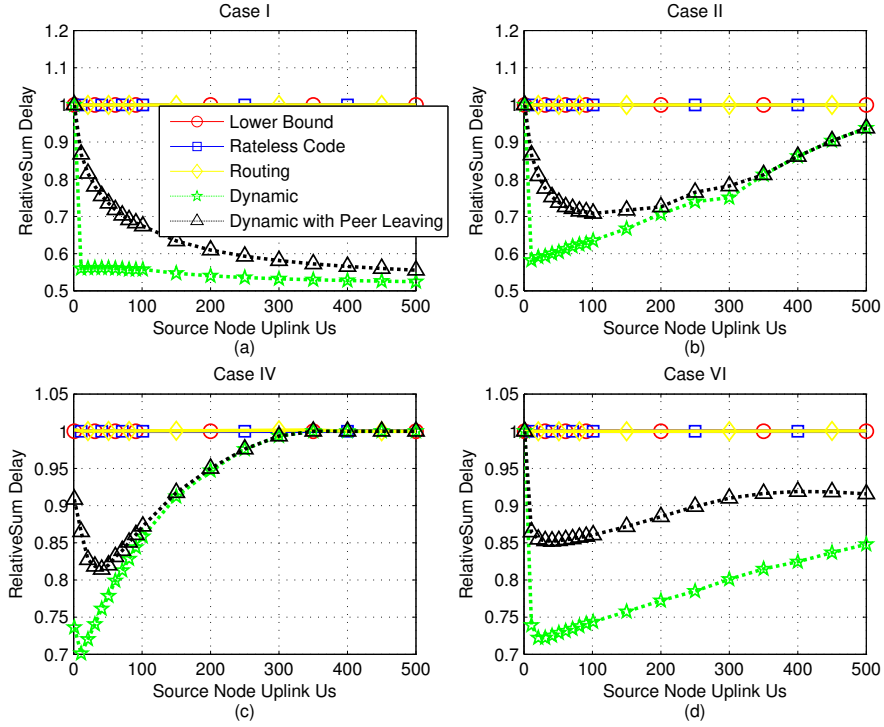 Case I
1.2
1.1
1
0.9
0.8
0.7
0.6
0.5
RelativeSum Delay
0 100 200 300 400 500
Source Node Uplink Us
(a)
Lower Bound
Rateless Code
Routing
Dynamic
Dynamic with Peer Leaving
Case II
1.2
1.1
1
0.9
0.8
0.7
0.6
0.5
RelativeSum Delay
0 100 200 300 400 500
Source Node Uplink Us
(b)
Case IV
1.05
1
0.95
0.9
0.85
0.8
0.75
0.7
RelativeSum Delay
0 100 200 300 400 500
Source Node Uplink Us
(c)
Case VI
1.05
1
0.95
0.9
0.85
0.8
0.75
0.7
RelativeSum Delay
0 100 200 300 400 500
Source Node Uplink Us
(d)